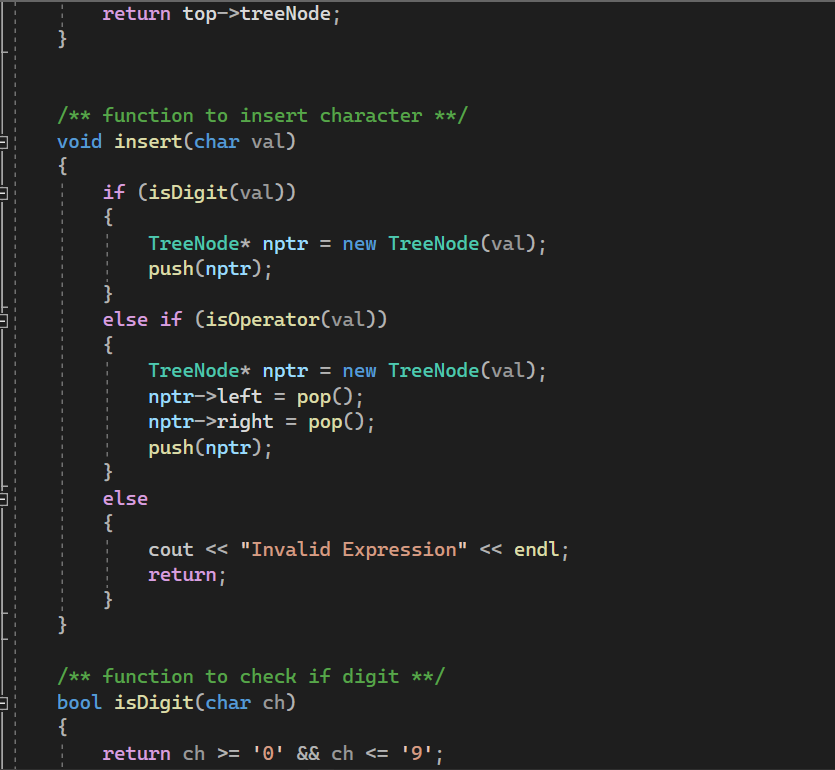 return top->treeNode;
}
/** function to insert character **/
void insert(char val)
{
if (isDigit(val))
{
TreeNode* nptr = new TreeNode(val);
push(nptr);
}
else if (isOperator(val))
{
TreeNode* nptr = new TreeNode(val);
nptr->left = pop();
nptr->right = pop();
push(nptr);
}
else
{
cout << "Invalid Expression" << endl;
return;
}
}
/** function to check if digit **/
bool isDigit(char ch)
{
return ch >= '0' && ch <= '9';